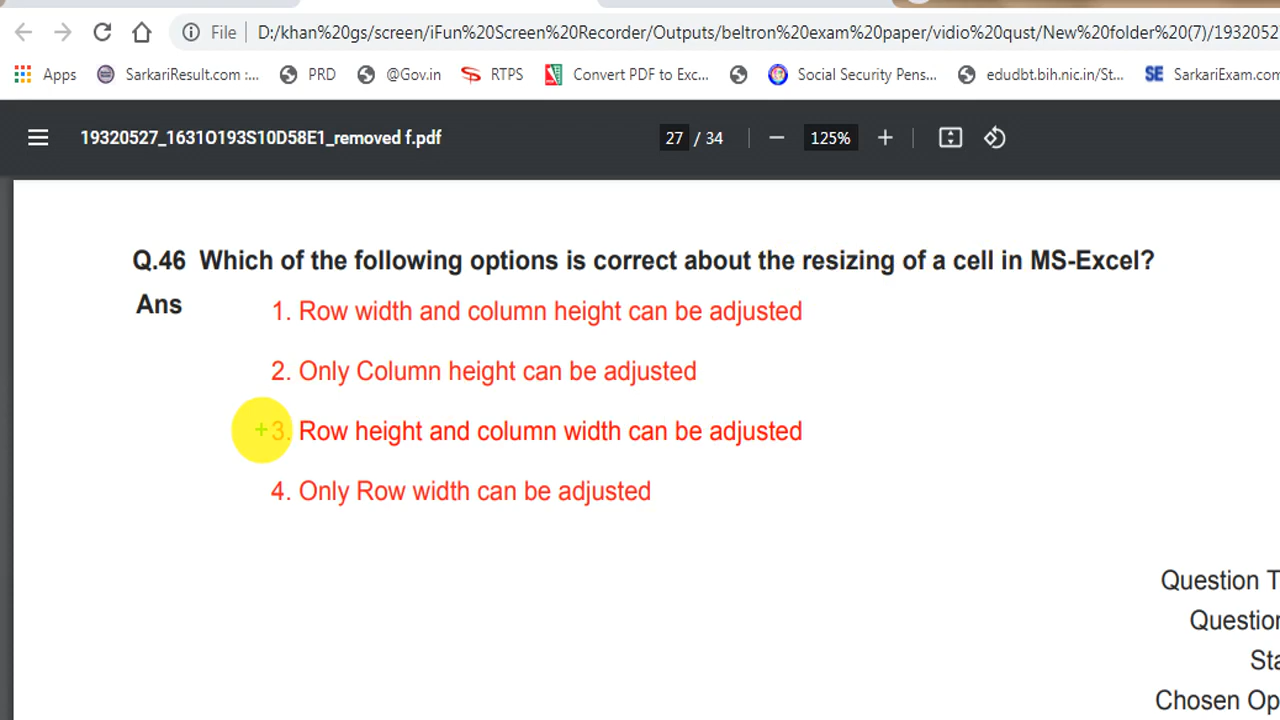 File D:/khan%20gs/screen/iFun%20Screen%20Recorder/Outputs/beltron%20exam%20paper/vidio%20qust/New%20folder%20(7)/1932052
Apps SarkariResult.com :... PRD @Gov.in RTPS Convert PDF to Exc... Social Security Pens... edudbt.bih.nic.in/St... SE SarkariExam.com
19320527_1631O193S10D58E1_removed f.pdf 27 / 34 125%
Q.46 Which of the following options is correct about the resizing of a cell in MS-Excel?
Ans 1. Row width and column height can be adjusted
2. Only Column height can be adjusted
3. Row height and column width can be adjusted
4. Only Row width can be adjusted
Question T
Question
Sta
Chosen Op